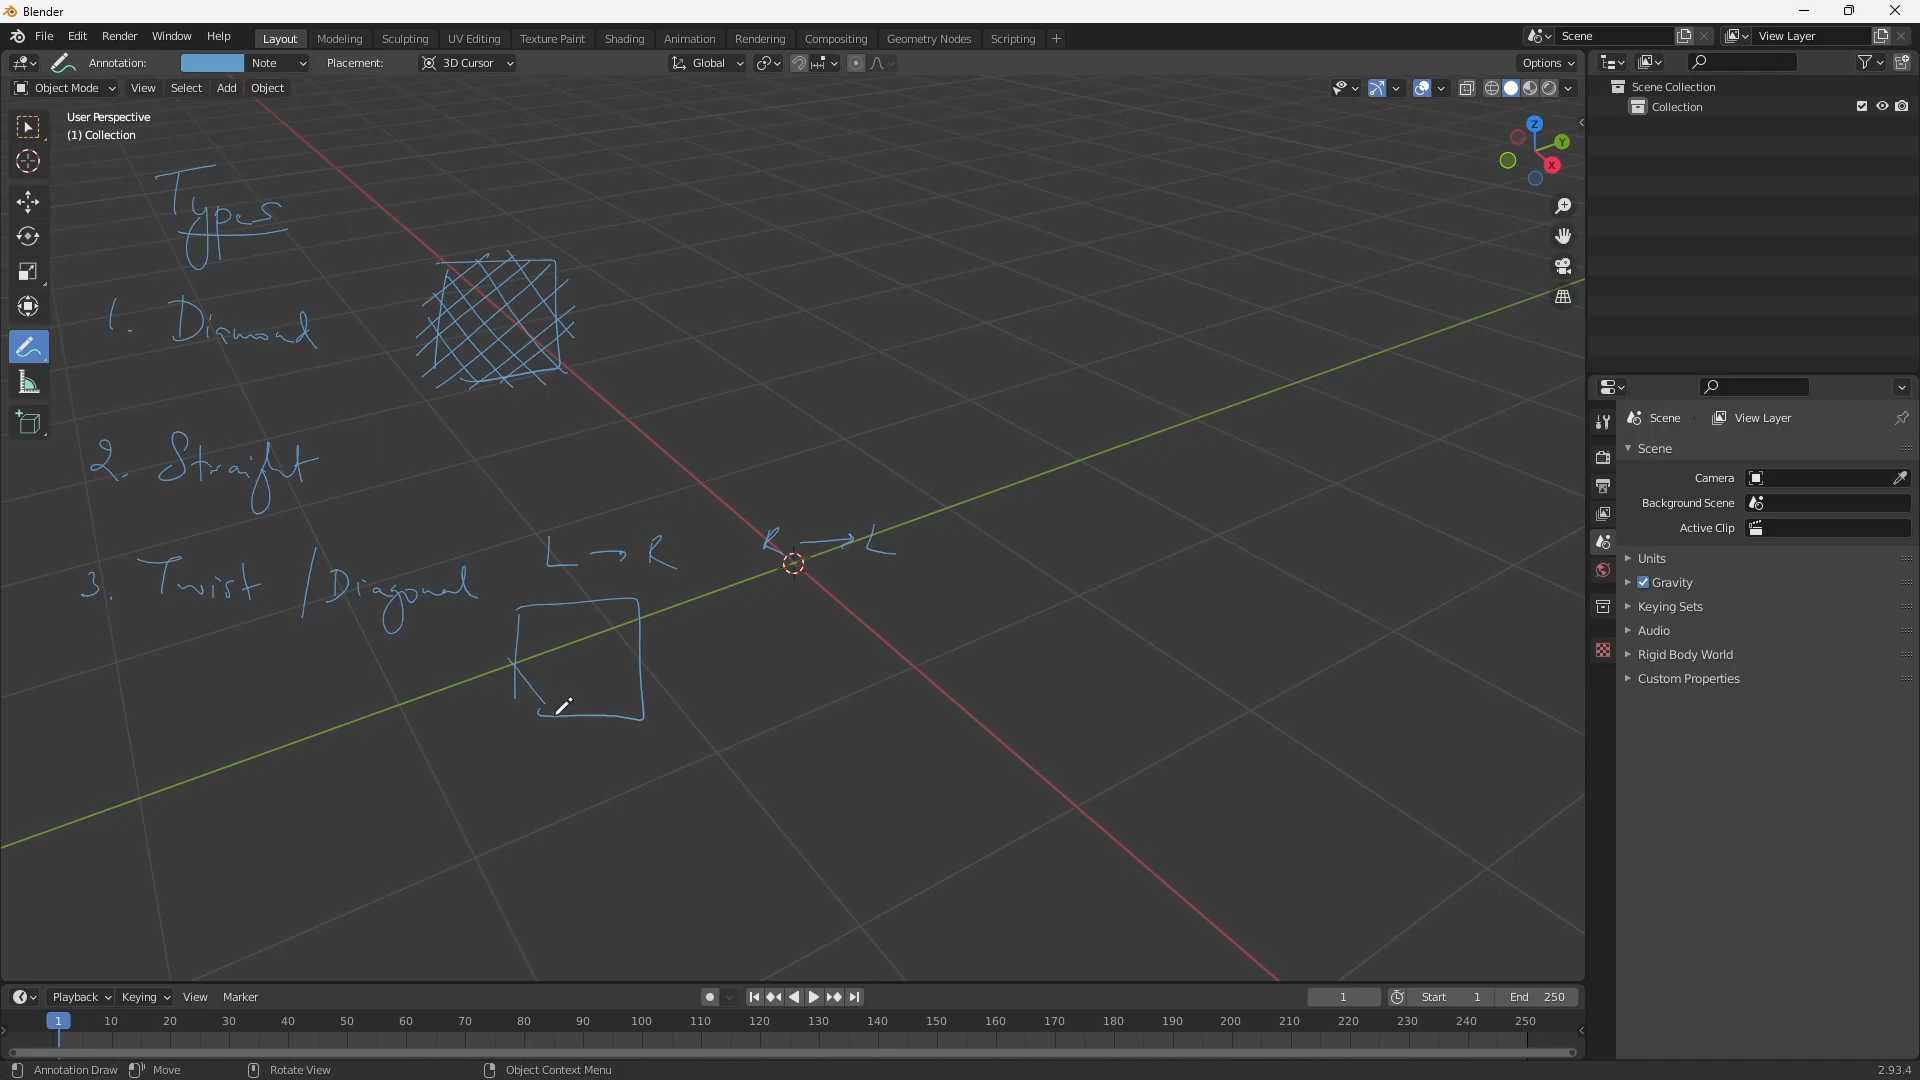 Blender
File Edit Render Window Help
Layout Modeling Sculpting UV Editing Texture Paint Shading Animation Rendering Compositing Geometry Nodes Scripting +
Scene
View Layer
Annotation: Note Placement: 3D Cursor
Global
Options
Object Mode View Select Add Object
User Perspective
(1) Collection
Z
Y
X
Scene Collection
Collection
Types
1. Diamond
2. Straight
L → R
R → L
3. Twist / Diagonal
Scene View Layer
Scene
Camera
Background Scene
Active Clip
Units
Gravity
Keying Sets
Audio
Rigid Body World
Custom Properties
Playback Keying View Marker
1
Start 1
End 250
1 10 20 30 40 50 60 70 80 90 100 110 120 130 140 150 160 170 180 190 200 210 220 230 240 250
Annotation Draw Move Rotate View Object Context Menu
2.93.4